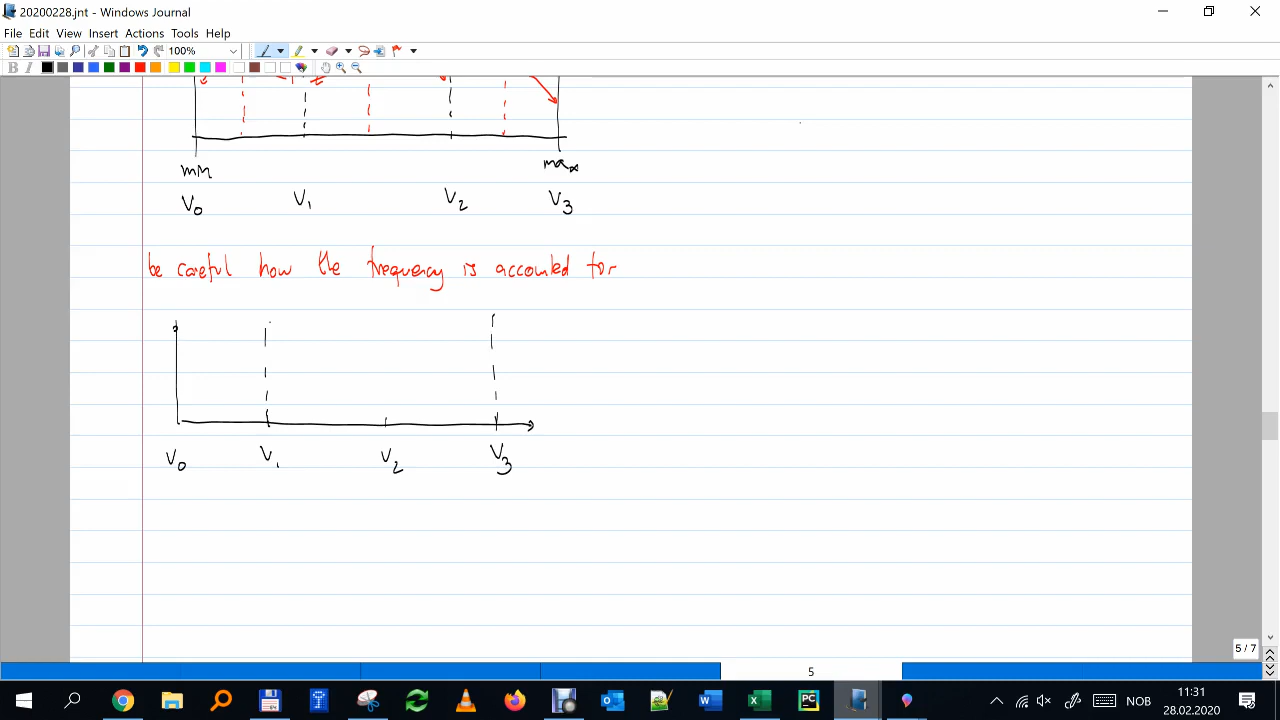 20200228.jnt - Windows Journal
File Edit View Insert Actions Tools Help
100%
B I
min max
V0 V1 V2 V3
be careful how the frequency is accounted for
V0 V1 V2 V3
5 / 7
5
NOB
11:31
28.02.2020